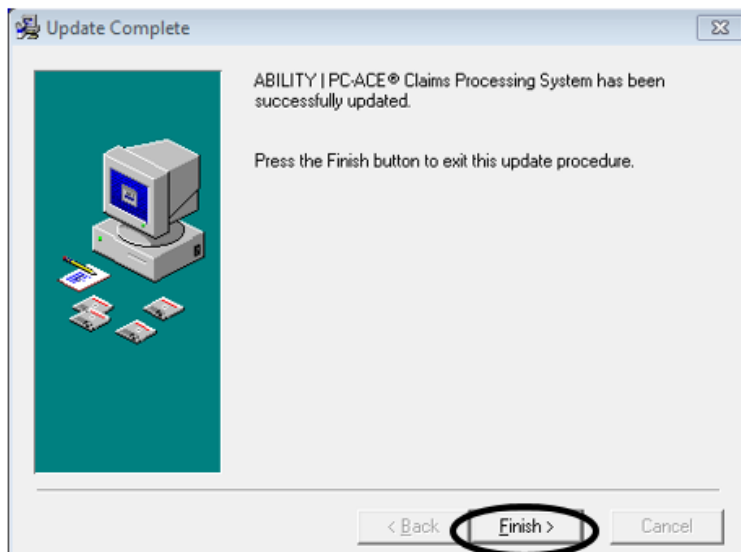 Update Complete
ABILITY | PC-ACE® Claims Processing System has been
successfully updated.
Press the Finish button to exit this update procedure.
< Back
Finish >
Cancel